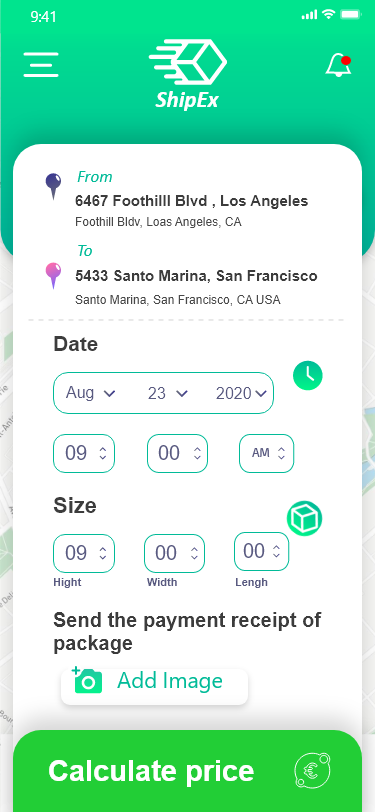 9:41
ShipEx
From
6467 Foothilll Blvd , Los Angeles
Foothill Bldv, Loas Angeles, CA
To
5433 Santo Marina, San Francisco
Santo Marina, San Francisco, CA USA
Date
Aug 23 2020
09 00 AM
Size
09 00 00
Hight Width Lengh
Send the payment receipt of
package
Add Image
Calculate price
€